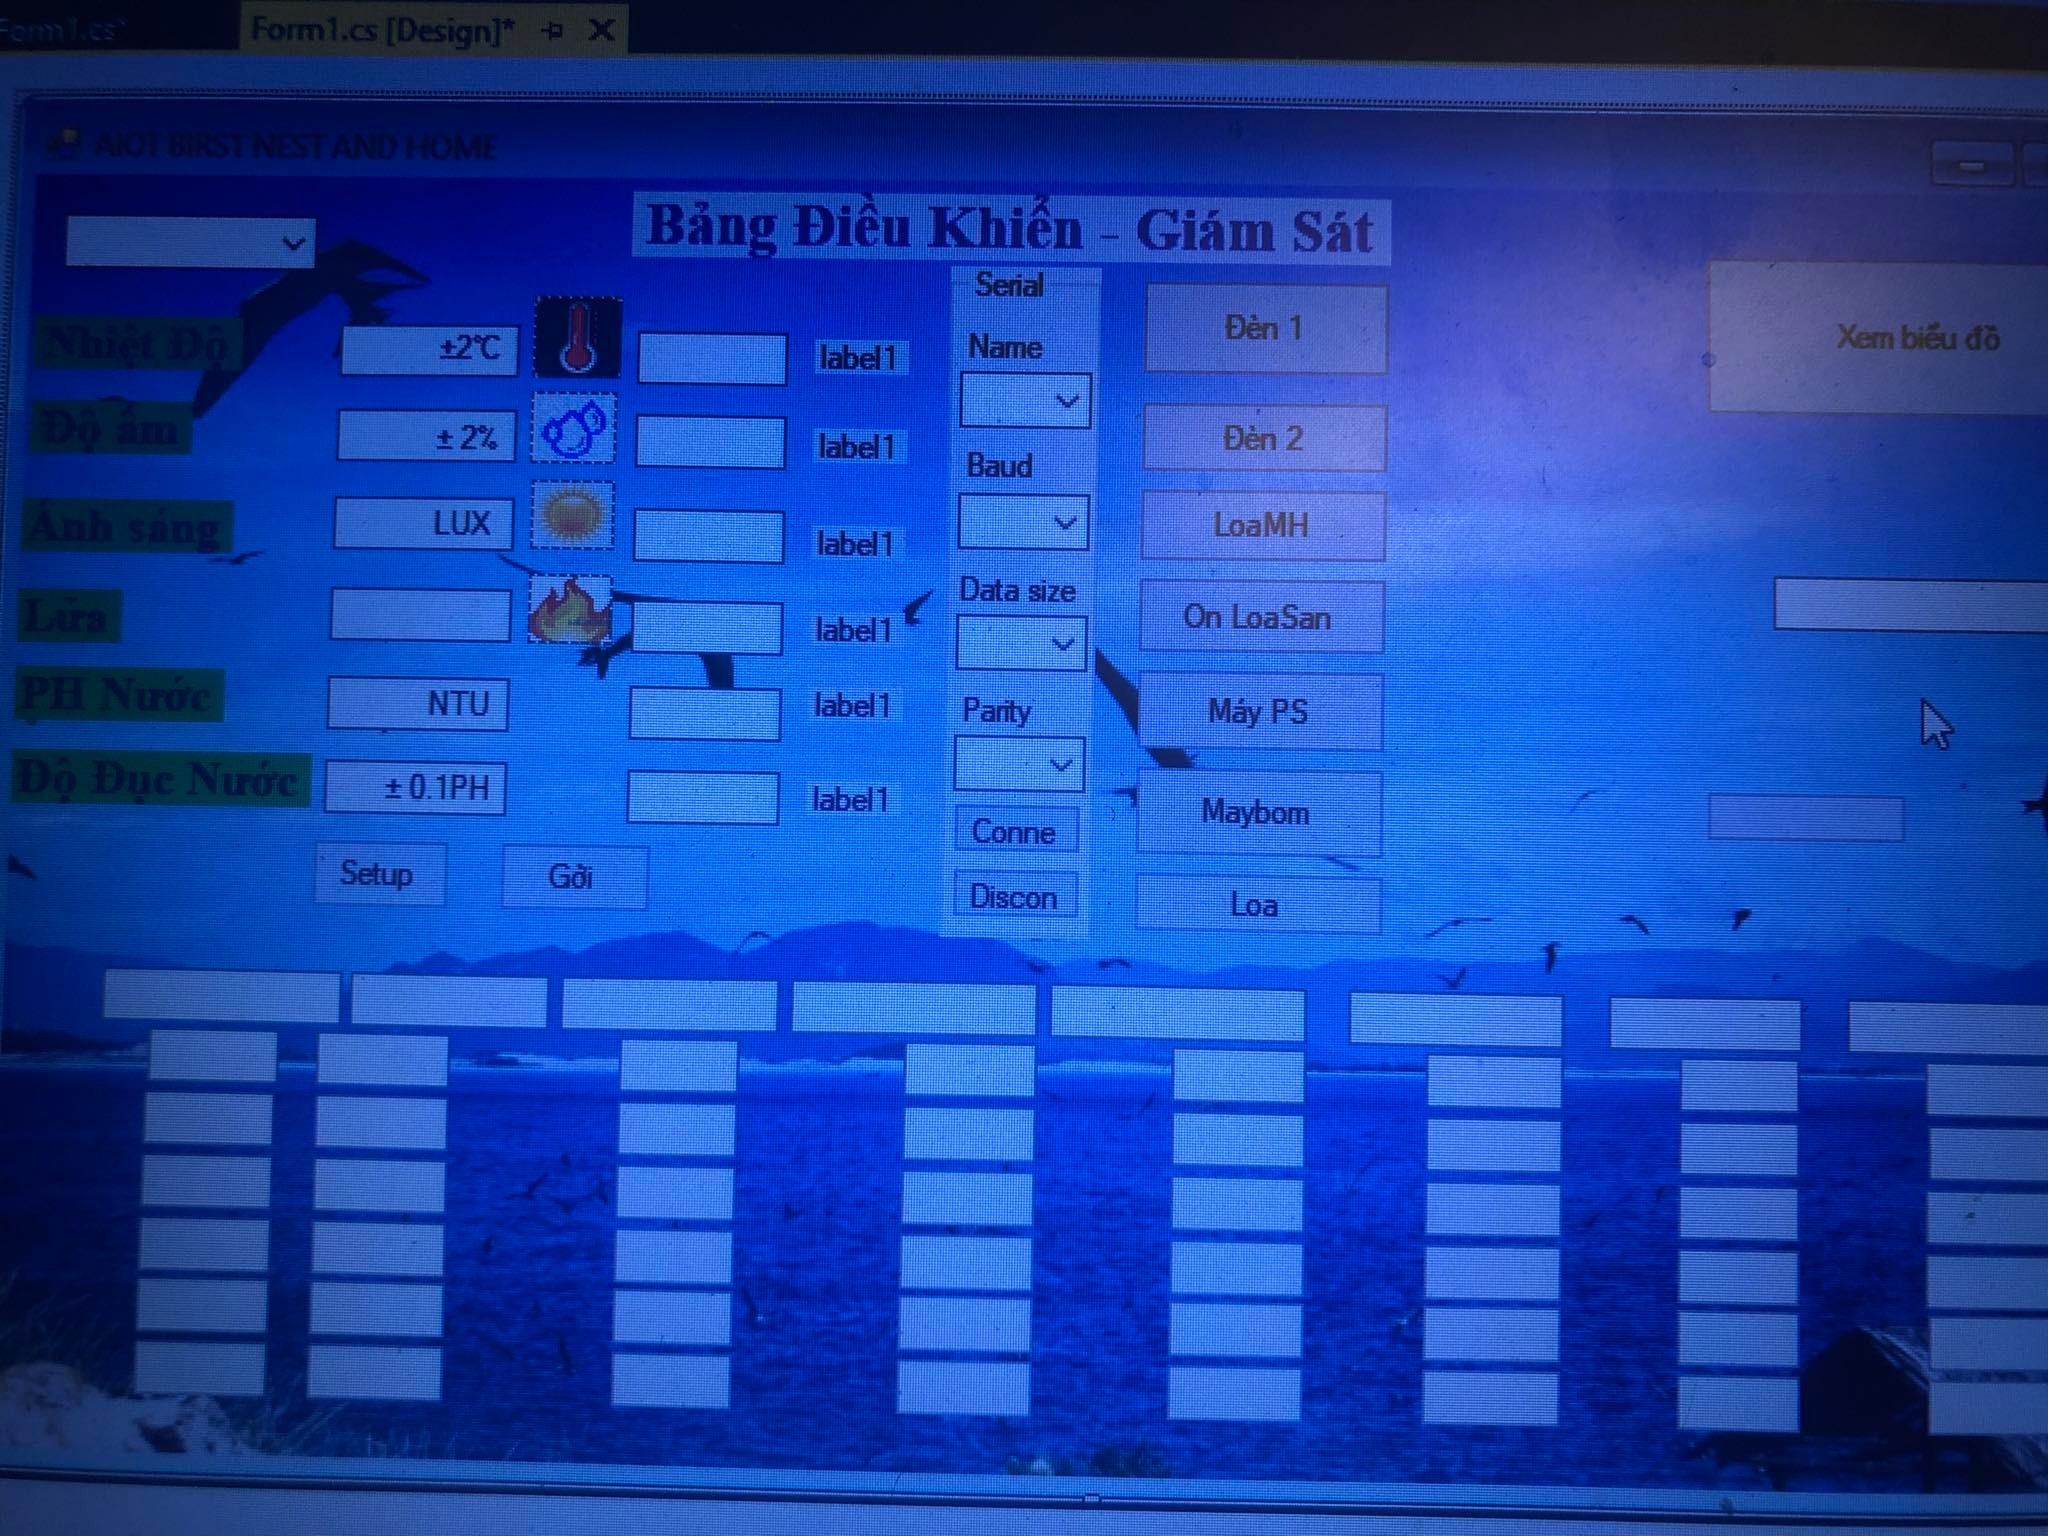 Form1.cs*
Form1.cs [Design]*
AIOT BIRST NEST AND HOME
Bảng Điều Khiển - Giám Sát
Nhiệt Độ
±2°C
label1
Độ ẩm
± 2%
label1
Ánh sáng
LUX
label1
Lửa
label1
PH Nước
NTU
label1
Độ Đục Nước
± 0.1PH
label1
Setup
Gởi
Serial
Name
Baud
Data size
Parity
Conne
Discon
Đèn 1
Đèn 2
LoaMH
On LoaSan
Máy PS
Maybom
Loa
Xem biểu đồ